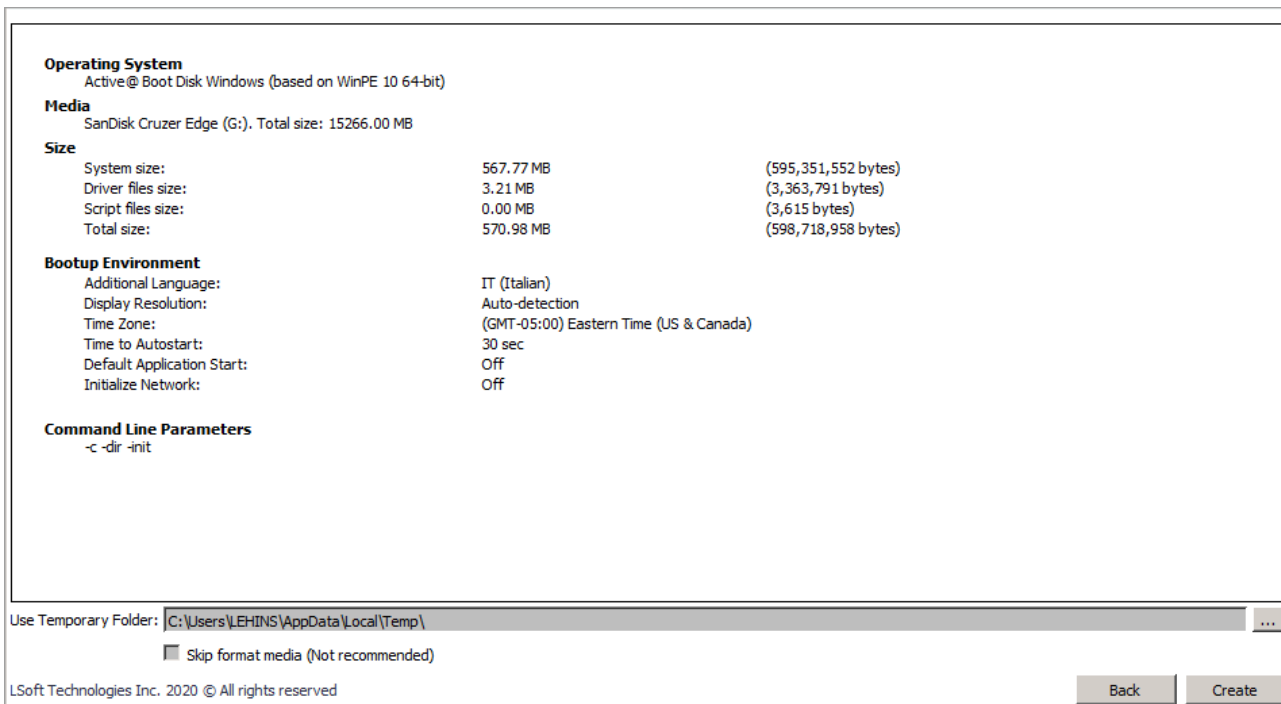 Operating System
Active@ Boot Disk Windows (based on WinPE 10 64-bit)
Media
SanDisk Cruzer Edge (G:). Total size: 15266.00 MB
Size
System size: 567.77 MB (595,351,552 bytes)
Driver files size: 3.21 MB (3,363,791 bytes)
Script files size: 0.00 MB (3,615 bytes)
Total size: 570.98 MB (598,718,958 bytes)
Bootup Environment
Additional Language: IT (Italian)
Display Resolution: Auto-detection
Time Zone: (GMT-05:00) Eastern Time (US & Canada)
Time to Autostart: 30 sec
Default Application Start: Off
Initialize Network: Off
Command Line Parameters
-c -dir -init
Use Temporary Folder: C:\Users\LEHINS\AppData\Local\Temp\ ...
Skip format media (Not recommended)
LSoft Technologies Inc. 2020 © All rights reserved Back Create